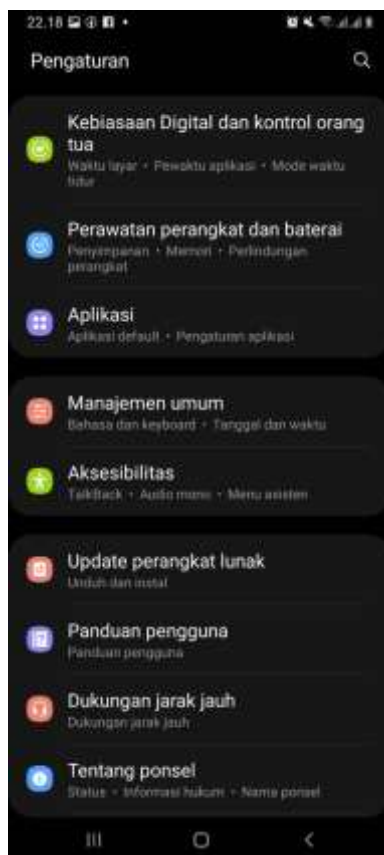 22.18
Pengaturan
Kebiasaan Digital dan kontrol orang
tua
Waktu layar • Pewaktu aplikasi • Mode waktu
tidur
Perawatan perangkat dan baterai
Penyimpanan • Memori • Perlindungan
perangkat
Aplikasi
Aplikasi default • Pengaturan aplikasi
Manajemen umum
Bahasa dan keyboard • Tanggal dan waktu
Aksesibilitas
TalkBack • Audio mono • Menu asisten
Update perangkat lunak
Unduh dan instal
Panduan pengguna
Panduan pengguna
Dukungan jarak jauh
Dukungan jarak jauh
Tentang ponsel
Status • Informasi hukum • Nama ponsel